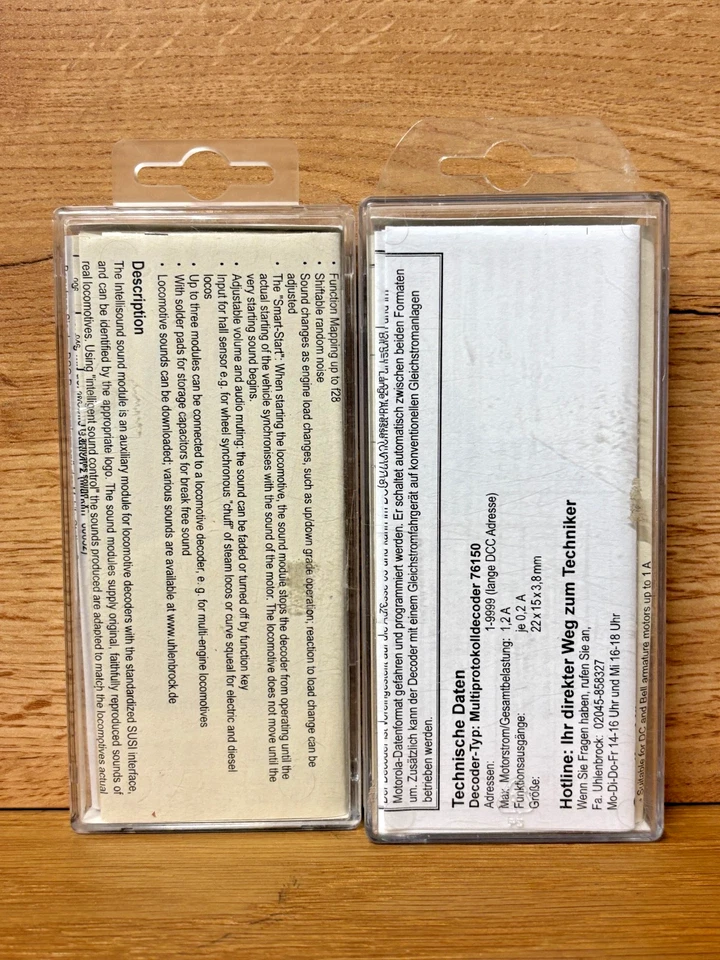 • Function Mapping up to f28
• Shiftable random noise
• Sound changes as engine load changes, such as up/down grade operation; reaction to load change can be
adjusted
• The "Smart-Start": When starting the locomotive, the sound module stops the decoder from operating until the
actual starting of the vehicle synchronises with the sound of the motor. The locomotive does not move until the
very starting sound begins.
• Adjustable volume and audio muting; the sound can be faded or turned off by function key
• Input for hall sensor e.g. for wheel synchronous "chuff" of steam locos or curve squeal for electric and diesel
locos
• Up to three modules can be connected to a locomotive decoder, e. g. for multi-engine locomotives
• With solder pads for storage capacitors for break free sound
• Locomotive sounds can be downloaded; various sounds are available at www.uhlenbrock.de
Description
The Intellisound sound module is an auxiliary module for locomotive decoders with the standardized SUSI interface,
and can be identified by the appropriate logo. The sound modules supply original, faithfully reproduced sounds of
real locomotives. Using "intelligent sound control" the sounds produced are adapted to match the locomotives actual
Motorola-Datenformat gefahren und programmiert werden. Er schaltet automatisch zwischen beiden Formaten
um. Zusätzlich kann der Decoder mit einem Gleichstromfahrgerät auf konventionellen Gleichstromanlagen
betrieben werden.
Technische Daten
Decoder-Typ: Multiprotokolldecoder 76150
Adressen: 1-9999 (lange DCC Adresse)
Max. Motorstrom/Gesamtbelastung: 1,2 A
Funktionsausgänge: je 0,2 A
Größe: 22x15x3,8mm
Hotline: Ihr direkter Weg zum Techniker
Wenn Sie Fragen haben, rufen Sie an,
Fa. Uhlenbrock: 02045-858327
Mo-Di-Do-Fr 14-16 Uhr und Mi 16-18 Uhr
• Suitable for DC and Bell armature motors up to 1 A